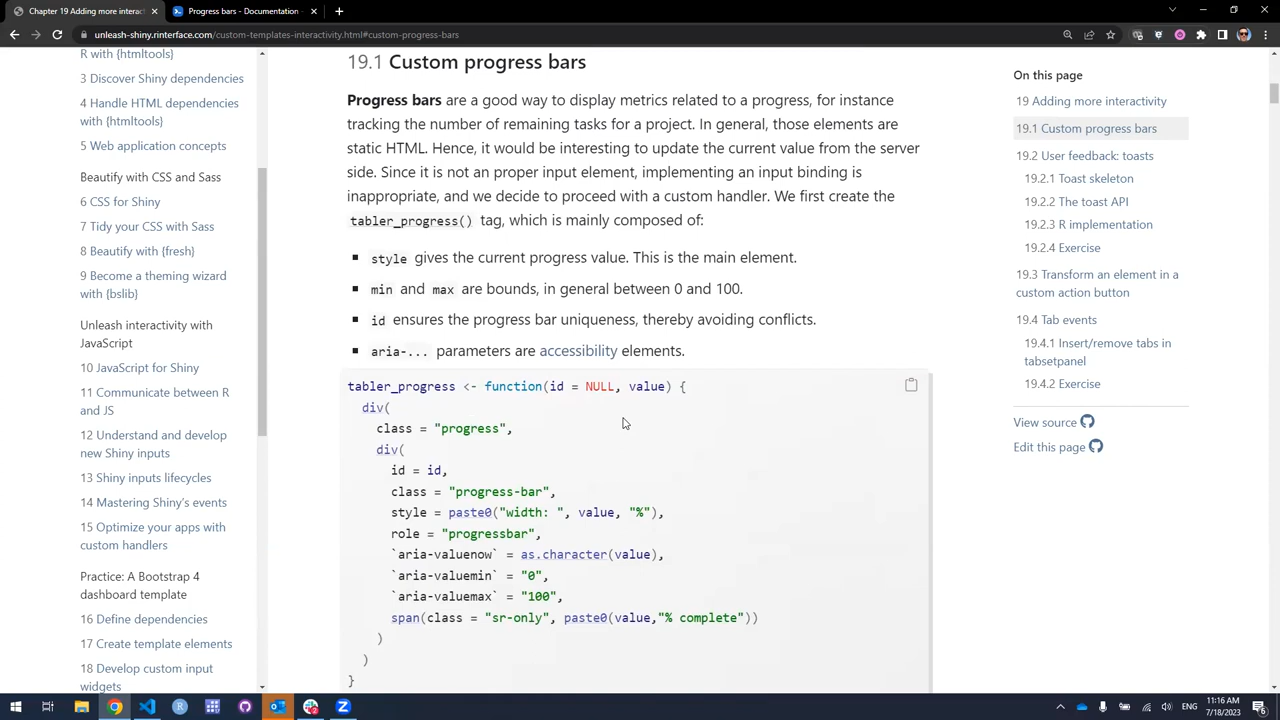 Chapter 19 Adding more interac
Progress bars - Documentation -
unleash-shiny.rinterface.com/custom-templates-interactivity.html#custom-progress-bars
R with {htmltools}
3 Discover Shiny dependencies
4 Handle HTML dependencies
with {htmltools}
5 Web application concepts
Beautify with CSS and Sass
6 CSS for Shiny
7 Tidy your CSS with Sass
8 Beautify with {fresh}
9 Become a theming wizard
with {bslib}
Unleash interactivity with
JavaScript
10 JavaScript for Shiny
11 Communicate between R
and JS
12 Understand and develop
new Shiny inputs
13 Shiny inputs lifecycles
14 Mastering Shiny's events
15 Optimize your apps with
custom handlers
Practice: A Bootstrap 4
dashboard template
16 Define dependencies
17 Create template elements
18 Develop custom input
widgets
19.1 Custom progress bars
Progress bars are a good way to display metrics related to a progress, for instance
tracking the number of remaining tasks for a project. In general, those elements are
static HTML. Hence, it would be interesting to update the current value from the server
side. Since it is not an proper input element, implementing an input binding is
inappropriate, and we decide to proceed with a custom handler. We first create the
tabler_progress() tag, which is mainly composed of:
style gives the current progress value. This is the main element.
min and max are bounds, in general between 0 and 100.
id ensures the progress bar uniqueness, thereby avoiding conflicts.
aria-... parameters are accessibility elements.
tabler_progress <- function(id = NULL, value) {
div(
class = "progress",
div(
id = id,
class = "progress-bar",
style = paste0("width: ", value, "%"),
role = "progressbar",
`aria-valuenow` = as.character(value),
`aria-valuemin` = "0",
`aria-valuemax` = "100",
span(class = "sr-only", paste0(value,"% complete"))
)
)
}
On this page
19 Adding more interactivity
19.1 Custom progress bars
19.2 User feedback: toasts
19.2.1 Toast skeleton
19.2.2 The toast API
19.2.3 R implementation
19.2.4 Exercise
19.3 Transform an element in a
custom action button
19.4 Tab events
19.4.1 Insert/remove tabs in
tabsetpanel
19.4.2 Exercise
View source
Edit this page
11:16 AM
7/18/2023